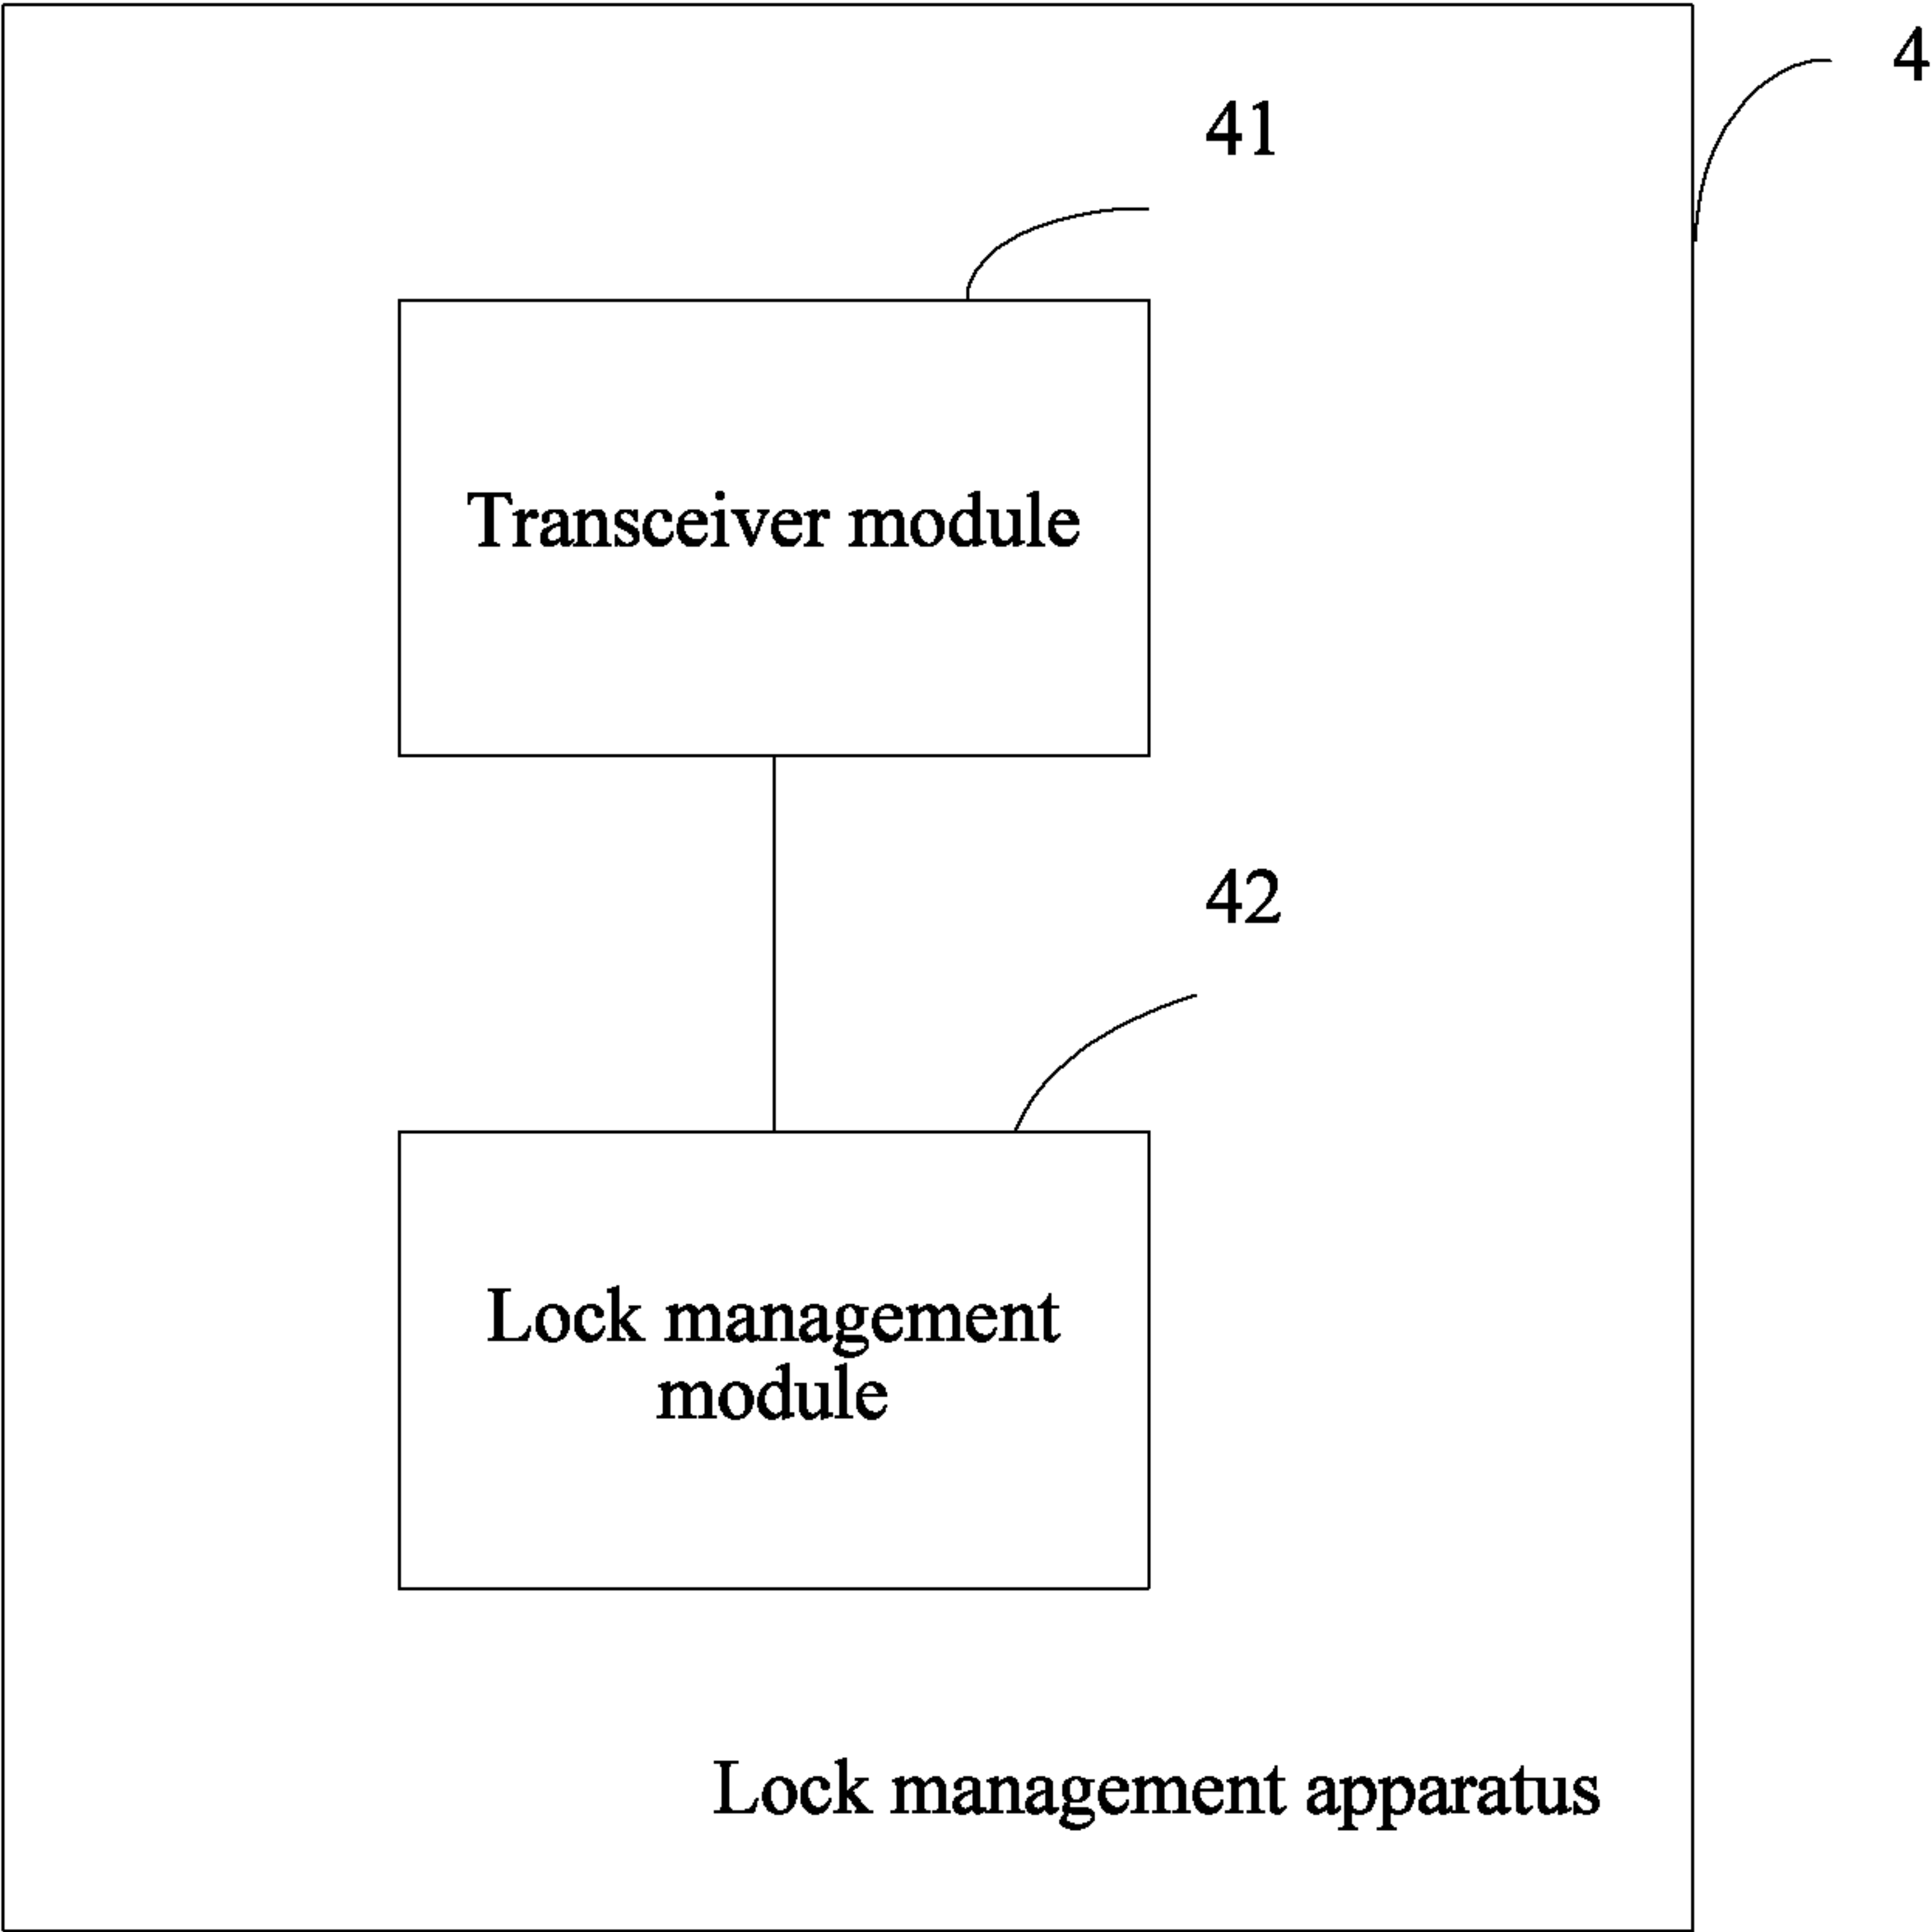 4
41
Transceiver module
42
Lock management
module
Lock management apparatus